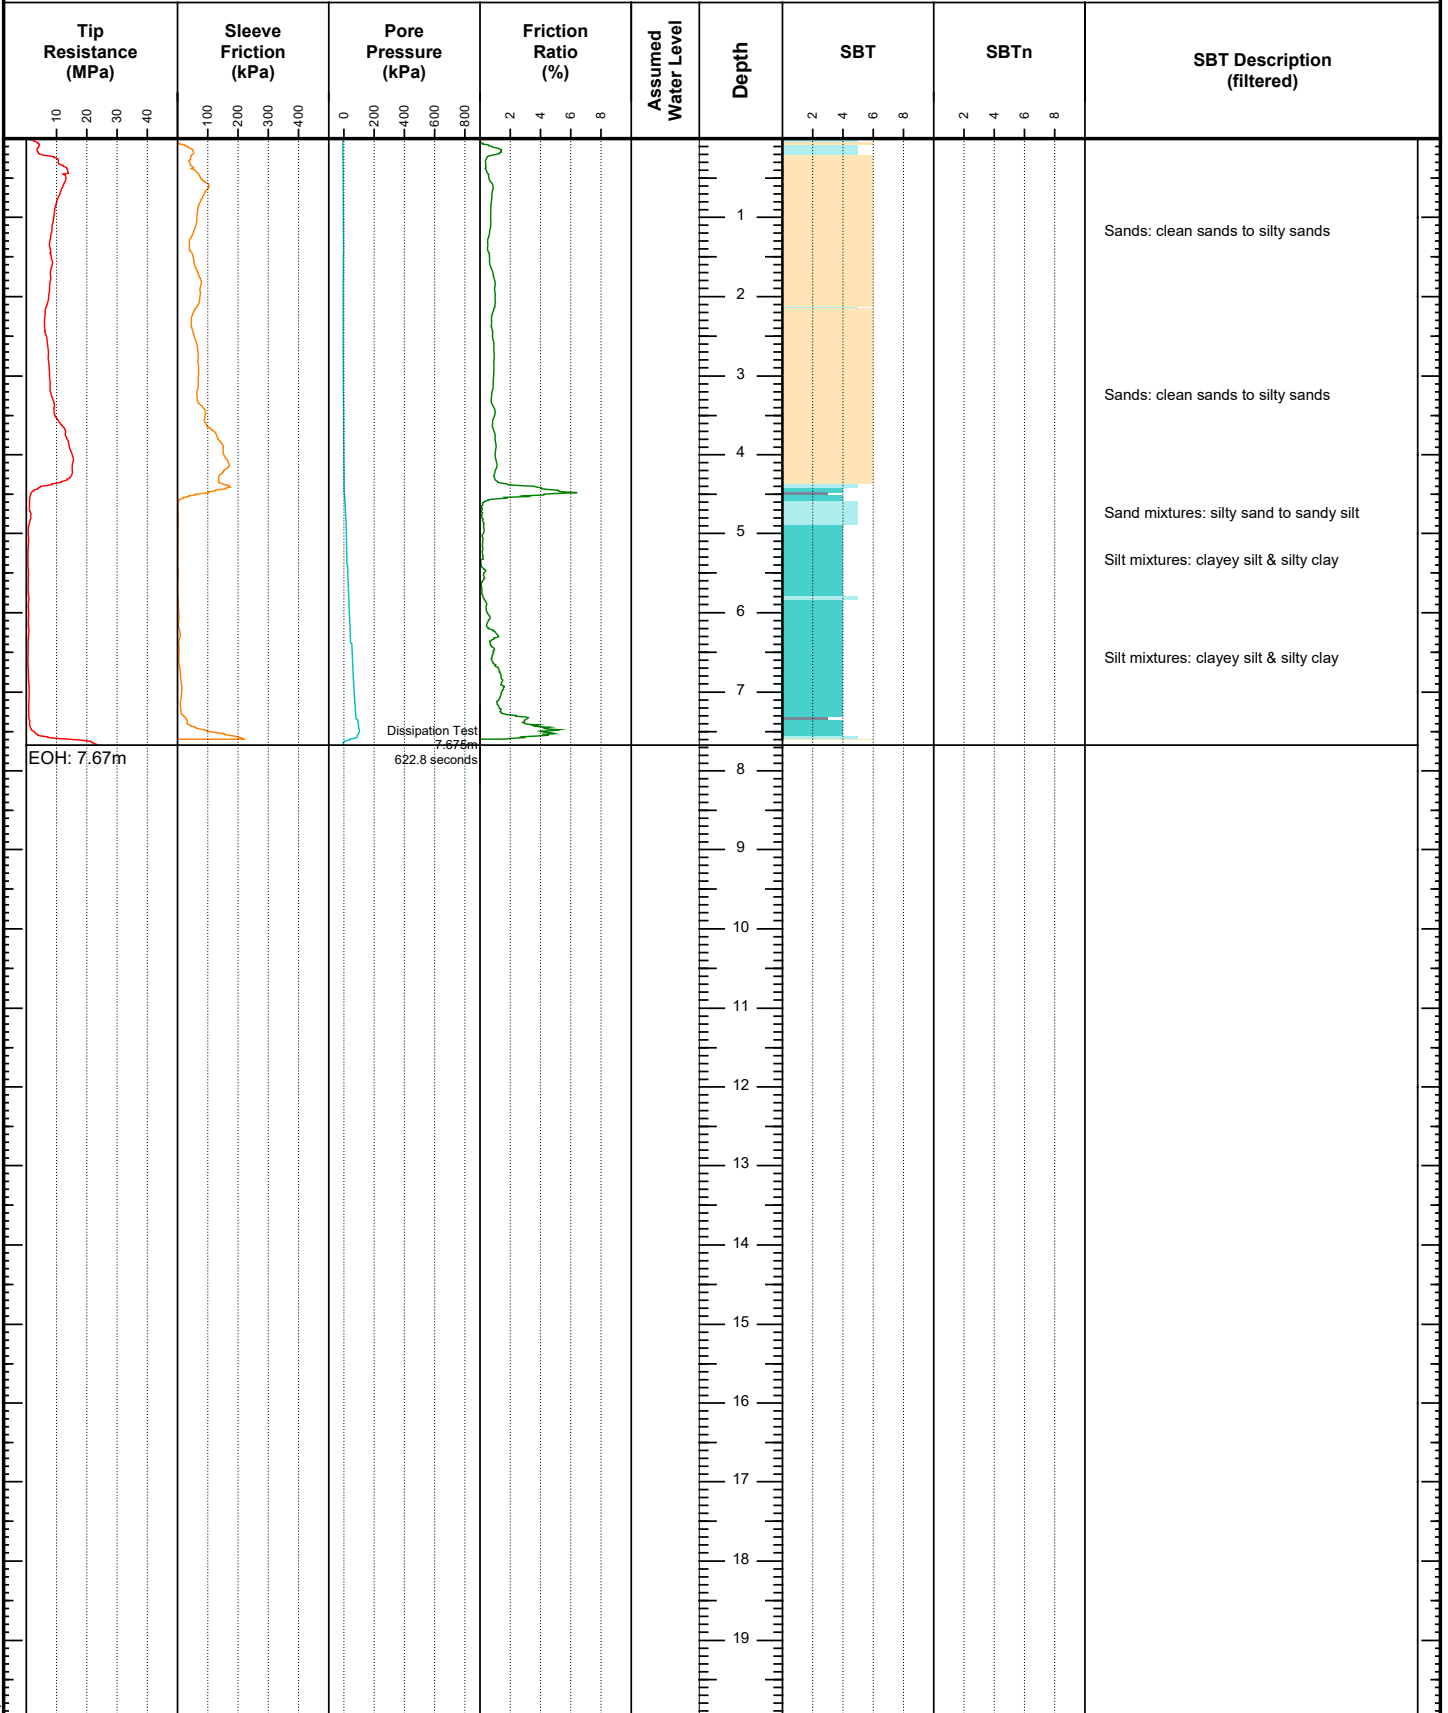 Tip
Resistance
(MPa)
Sleeve
Friction
(kPa)
Pore
Pressure
(kPa)
Friction
Ratio
(%)
Assumed
Water Level
Depth
SBT
SBTn
SBT Description
(filtered)
10 20 30 40
100 200 300 400
0 200 400 600 800
2 4 6 8
2 4 6 8
2 4 6 8
1
Sands: clean sands to silty sands
2
3
Sands: clean sands to silty sands
4
Sand mixtures: silty sand to sandy silt
5
Silt mixtures: clayey silt & silty clay
6
Silt mixtures: clayey silt & silty clay
7
Dissipation Test
7.675m
622.8 seconds
EOH: 7.67m
8
9
10
11
12
13
14
15
16
17
18
19